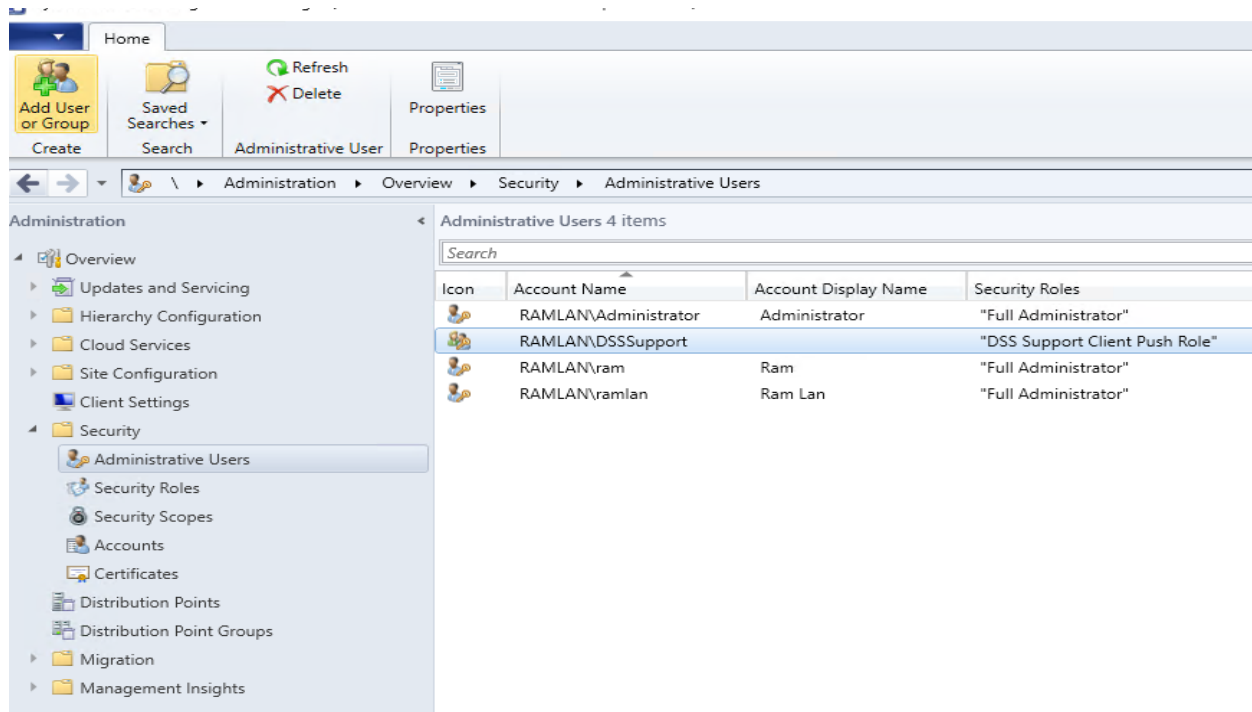 Home
Add User or Group
Saved Searches
Refresh
Delete
Properties
Create
Search
Administrative User
Properties
\ Administration Overview Security Administrative Users
Administration
Overview
Updates and Servicing
Hierarchy Configuration
Cloud Services
Site Configuration
Client Settings
Security
Administrative Users
Security Roles
Security Scopes
Accounts
Certificates
Distribution Points
Distribution Point Groups
Migration
Management Insights
Administrative Users 4 items
Search
Icon Account Name Account Display Name Security Roles
RAMLAN\Administrator Administrator "Full Administrator"
RAMLAN\DSSSupport "DSS Support Client Push Role"
RAMLAN\ram Ram "Full Administrator"
RAMLAN\ramlan Ram Lan "Full Administrator"